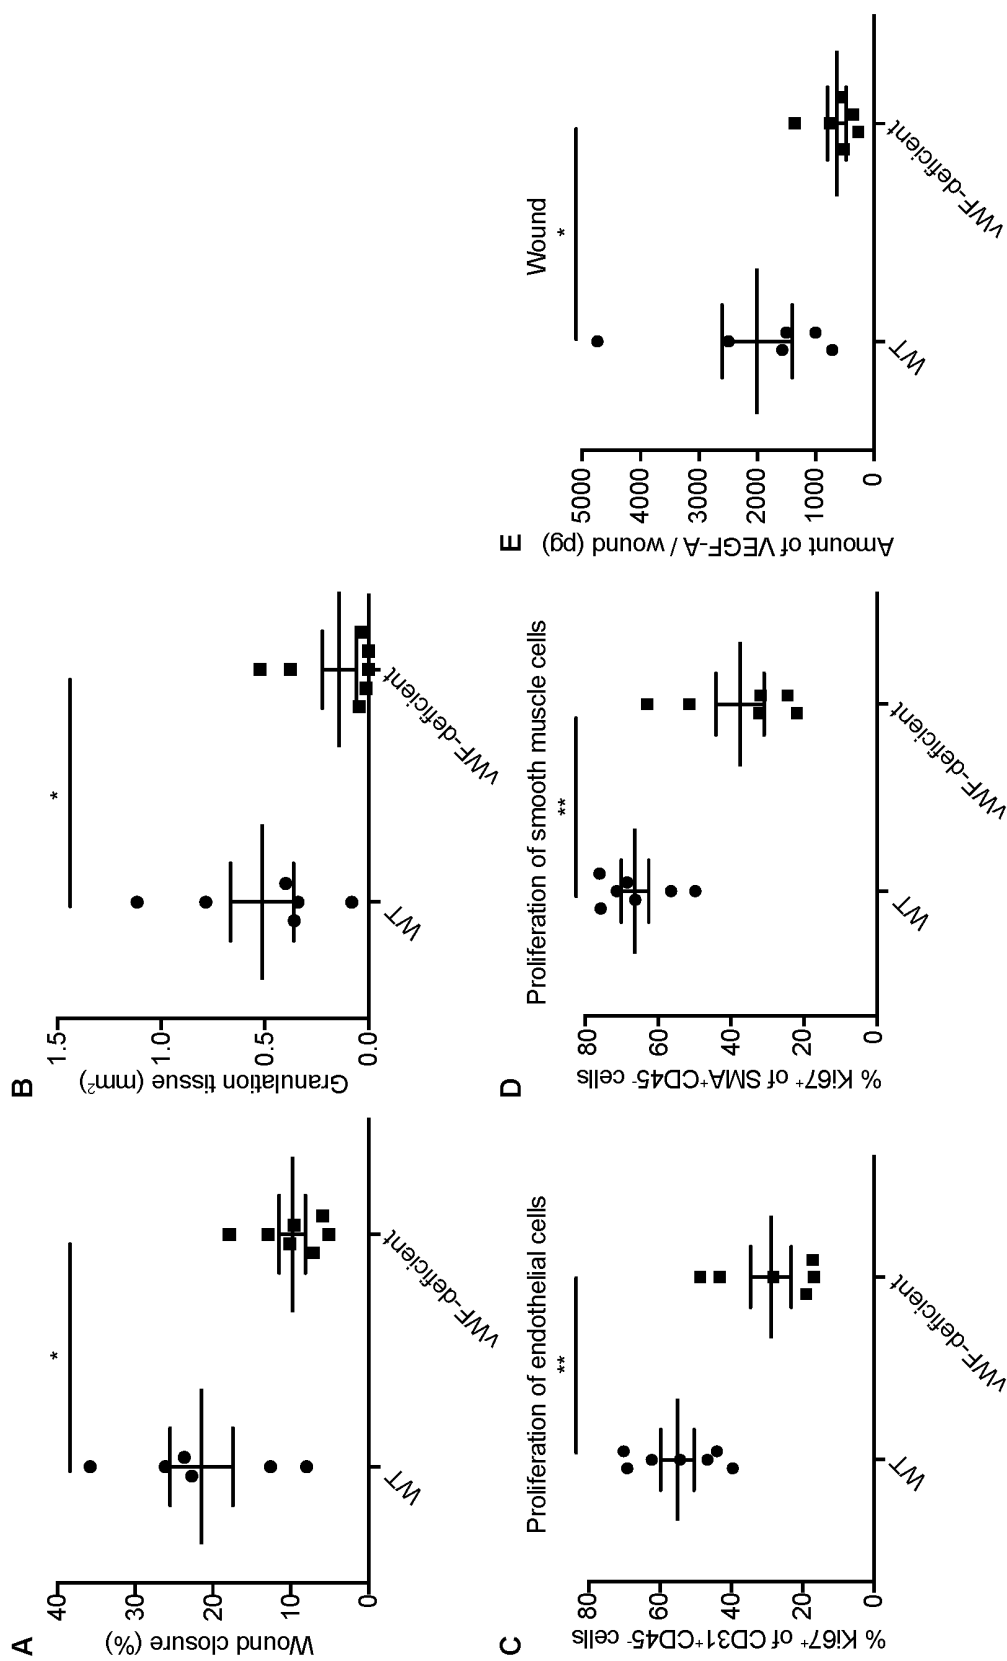 A
Wound closure (%)
40
30
20
10
0
*
WT
vWF-deficient
B
Granulation tissue (mm²)
1.5
1.0
0.5
0.0
*
WT
vWF-deficient
C
Proliferation of endothelial cells
% Ki67⁺ of CD31⁺CD45⁻ cells
80
60
40
20
0
**
WT
vWF-deficient
D
Proliferation of smooth muscle cells
% Ki67⁺ of SMA⁺CD45⁻ cells
80
60
40
20
0
**
WT
vWF-deficient
E
Wound
Amount of VEGF-A / wound (pg)
5000
4000
3000
2000
1000
0
*
WT
vWF-deficient